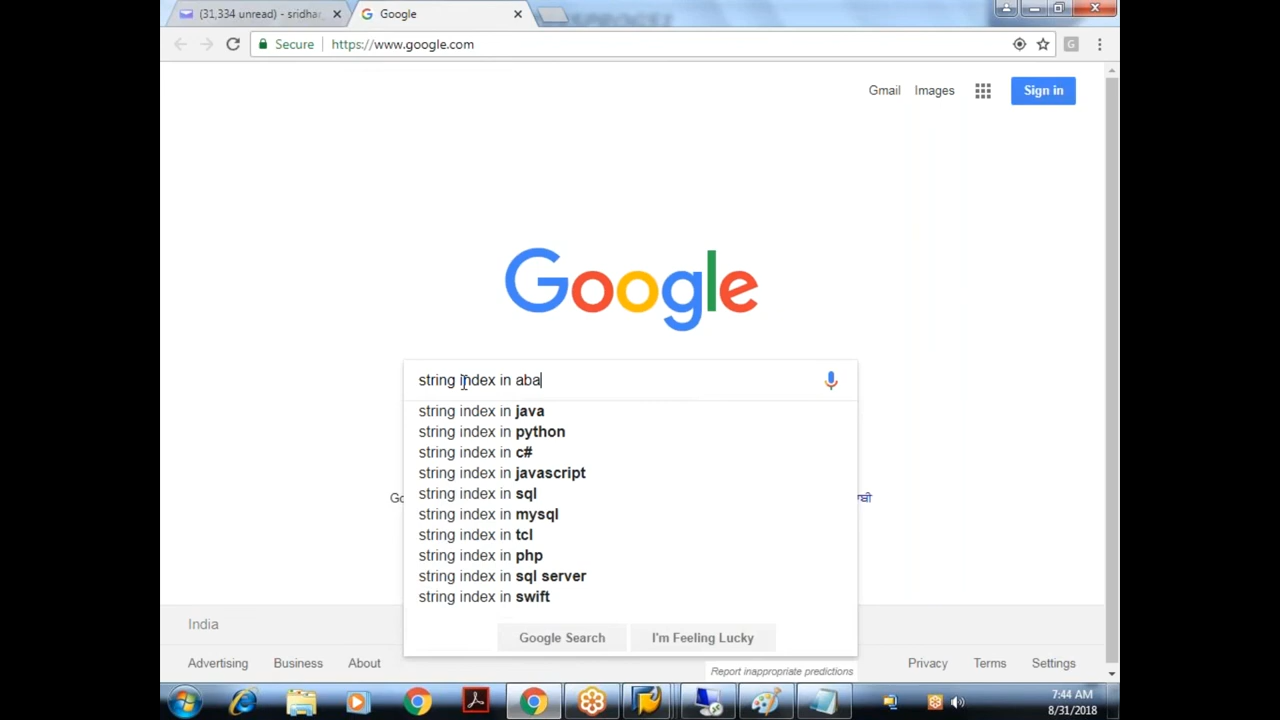 (31,334 unread) - sridhar
Google
Secure
https://www.google.com
Gmail
Images
Sign in
Google
string index in aba
string index in java
string index in python
string index in c#
string index in javascript
string index in sql
string index in mysql
string index in tcl
string index in php
string index in sql server
string index in swift
Google Search
I'm Feeling Lucky
Report inappropriate predictions
India
Advertising
Business
About
Privacy
Terms
Settings
7:44 AM
8/31/2018